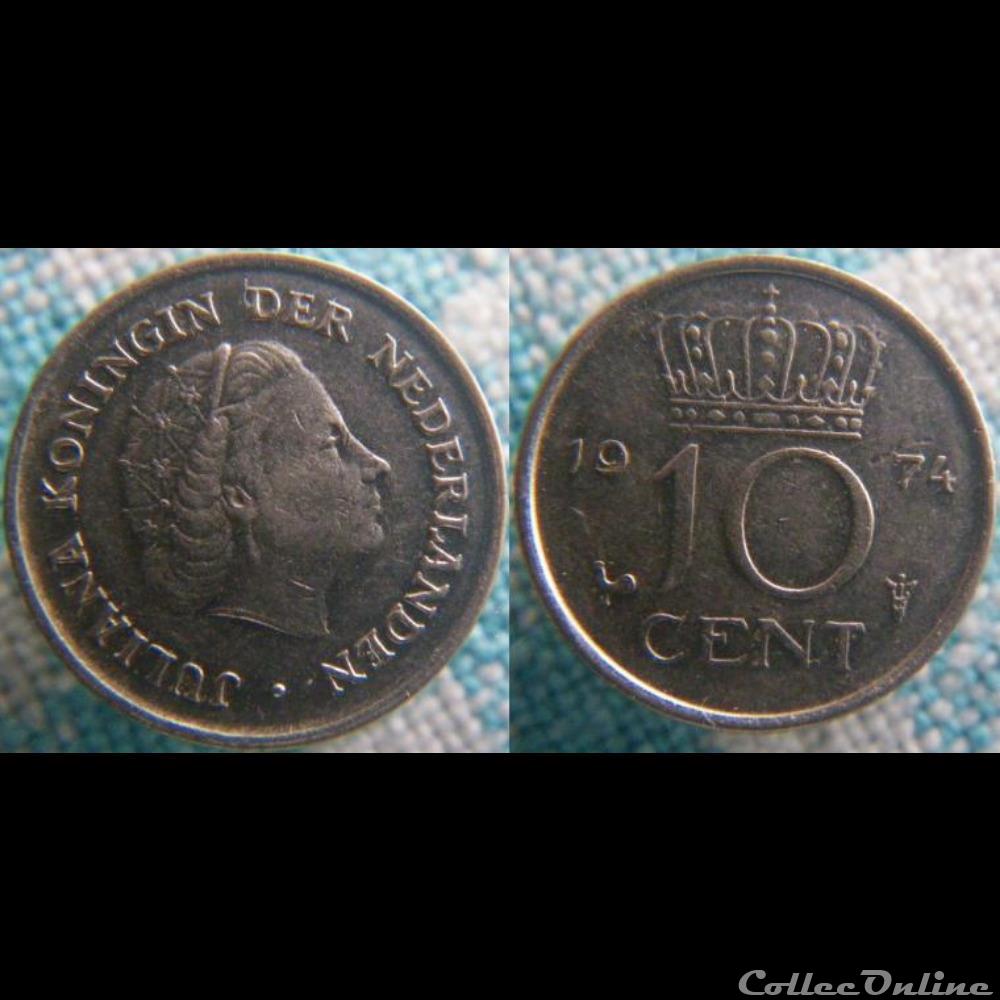 JULIANA KONINGIN DER NEDERLANDEN
19 74
10
CENT
CollecOnline